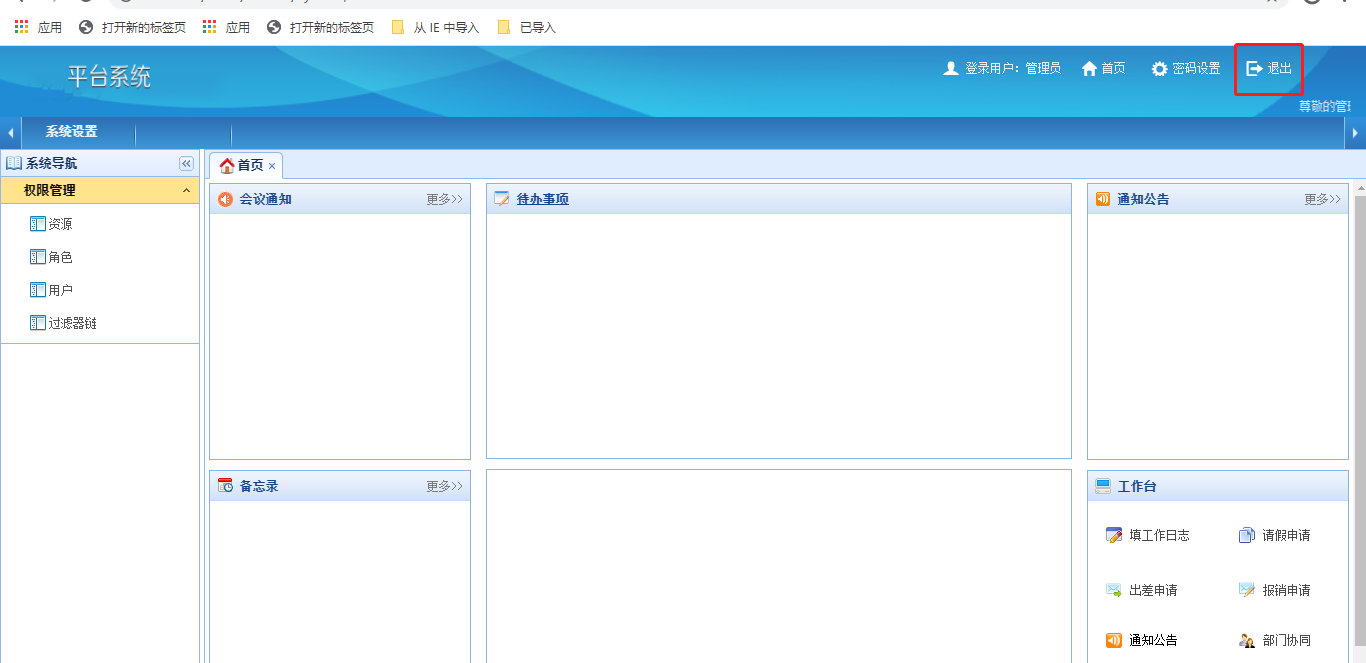 应用 打开新的标签页 应用 打开新的标签页 从 IE 中导入 已导入
平台系统
登录用户：管理员 首页 密码设置 退出
尊敬的管
系统设置
系统导航
权限管理
资源
角色
用户
过滤器链
首页
会议通知 更多>>
待办事项
通知公告 更多>>
备忘录 更多>>
工作台
填工作日志 请假申请
出差申请 报销申请
通知公告 部门协同